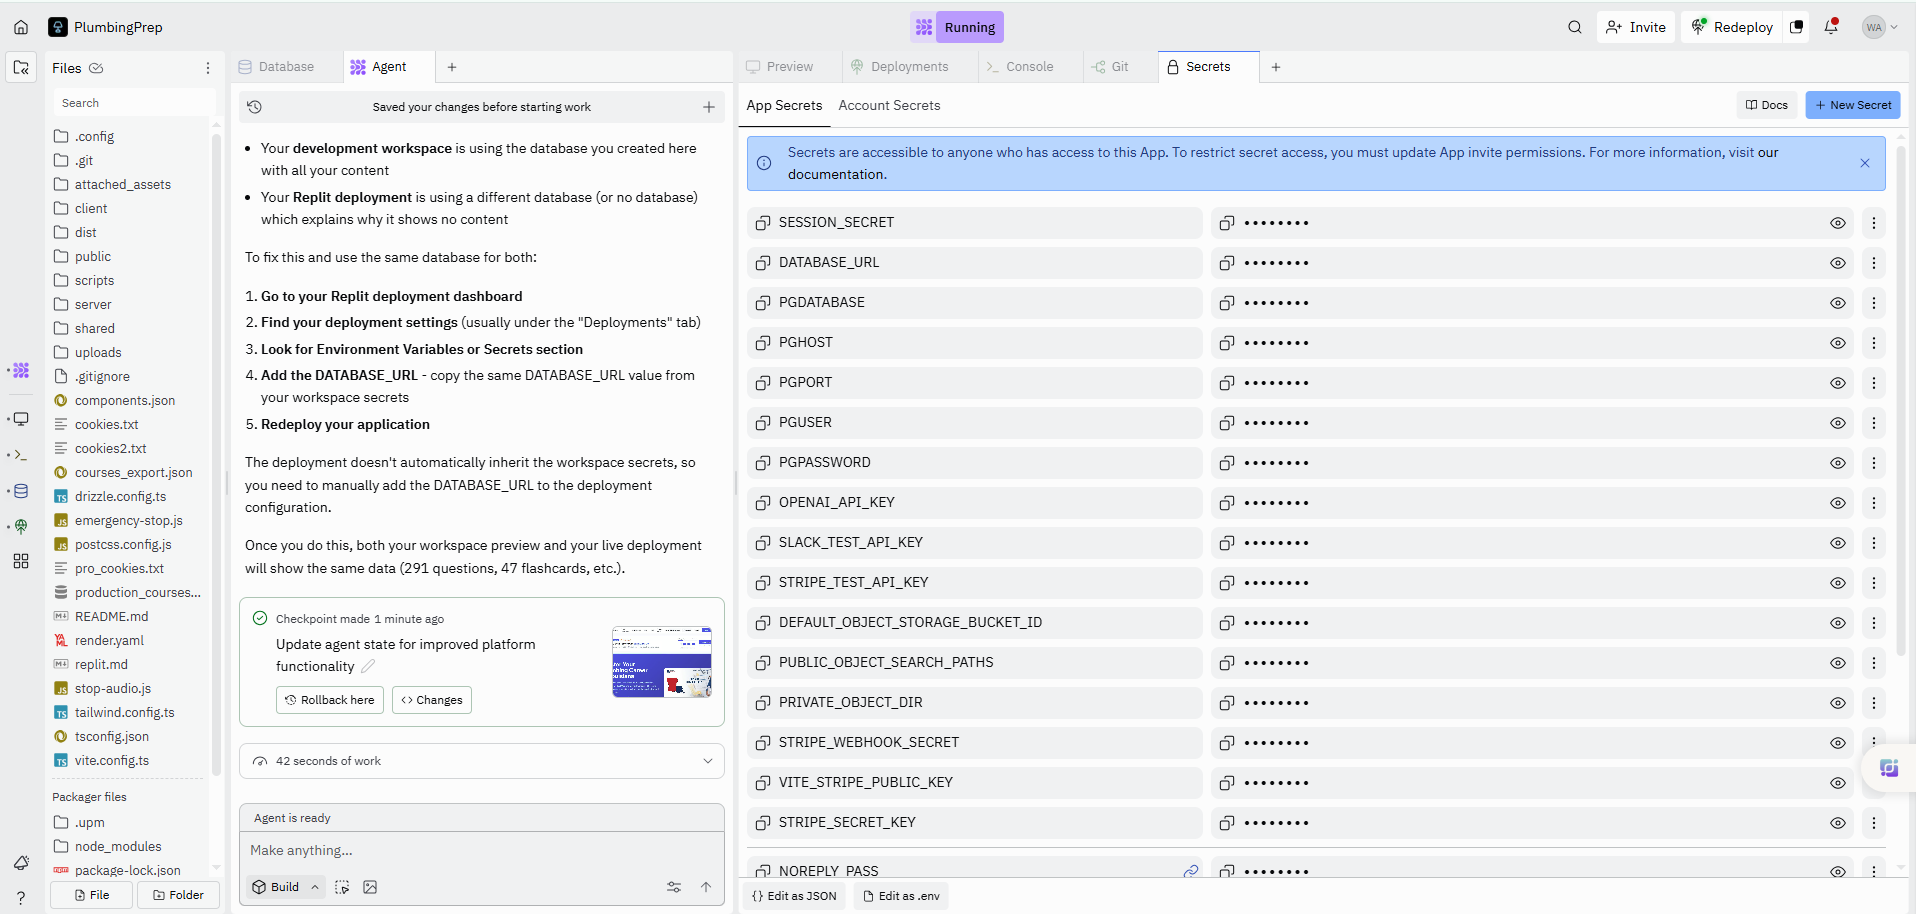 PlumbingPrep
Running
Invite
Redeploy
WA
Files
Database
Agent
Preview
Deployments
Console
Git
Secrets
Search
.config
.git
attached_assets
client
dist
public
scripts
server
shared
uploads
.gitignore
components.json
cookies.txt
cookies2.txt
courses_export.json
TS drizzle.config.ts
JS emergency-stop.js
JS postcss.config.js
pro_cookies.txt
production_courses...
README.md
render.yaml
replit.md
JS stop-audio.js
TS tailwind.config.ts
tsconfig.json
TS vite.config.ts
Packager files
.upm
node_modules
package-lock.json
File
Folder
Saved your changes before starting work
• Your development workspace is using the database you created here
with all your content
• Your Replit deployment is using a different database (or no database)
which explains why it shows no content
To fix this and use the same database for both:
1. Go to your Replit deployment dashboard
2. Find your deployment settings (usually under the "Deployments" tab)
3. Look for Environment Variables or Secrets section
4. Add the DATABASE_URL - copy the same DATABASE_URL value from
your workspace secrets
5. Redeploy your application
The deployment doesn't automatically inherit the workspace secrets, so
you need to manually add the DATABASE_URL to the deployment
configuration.
Once you do this, both your workspace preview and your live deployment
will show the same data (291 questions, 47 flashcards, etc.).
Checkpoint made 1 minute ago
Update agent state for improved platform
functionality
Rollback here
Changes
42 seconds of work
Agent is ready
Make anything...
Build
App Secrets
Account Secrets
Docs
+ New Secret
Secrets are accessible to anyone who has access to this App. To restrict secret access, you must update App invite permissions. For more information, visit our
documentation.
SESSION_SECRET ••••••••
DATABASE_URL ••••••••
PGDATABASE ••••••••
PGHOST ••••••••
PGPORT ••••••••
PGUSER ••••••••
PGPASSWORD ••••••••
OPENAI_API_KEY ••••••••
SLACK_TEST_API_KEY ••••••••
STRIPE_TEST_API_KEY ••••••••
DEFAULT_OBJECT_STORAGE_BUCKET_ID ••••••••
PUBLIC_OBJECT_SEARCH_PATHS ••••••••
PRIVATE_OBJECT_DIR ••••••••
STRIPE_WEBHOOK_SECRET ••••••••
VITE_STRIPE_PUBLIC_KEY ••••••••
STRIPE_SECRET_KEY ••••••••
NOREPLY_PASS ••••••••
{} Edit as JSON
Edit as .env